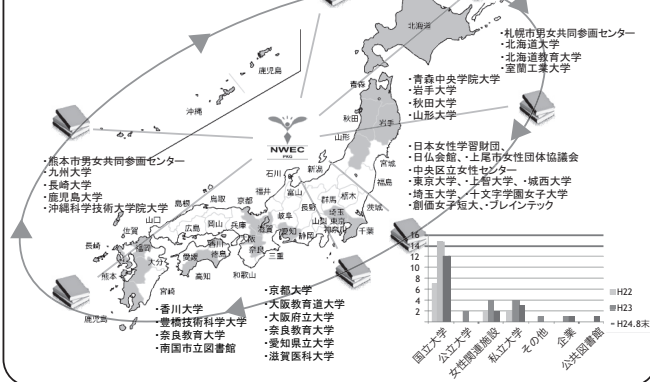 北海道
・札幌市男女共同参画センター
・北海道大学
・北海道教育大学
・室蘭工業大学
鹿児島
沖縄
青森
秋田
岩手
山形
宮城
福島
・青森中央学院大学
・岩手大学
・秋田大学
・山形大学
NWEC
・熊本市男女共同参画センター
・九州大学
・長崎大学
・鹿児島大学
・沖縄科学技術大学院大学
・日本女性学習財団、
・日仏会館、・上尾市女性団体協議会
・中央区立女性センター
・東京大学、・上智大学、・城西大学
・埼玉大学、・十文字学園女子大学
・創価女子短大、・ブレインテック
新潟
石川
富山
福井
群馬
栃木
長野
茨城
岐阜
山梨
埼玉
東京
神奈川
千葉
静岡
愛知
三重
滋賀
京都
大阪
奈良
和歌山
兵庫
鳥取
島根
岡山
広島
山口
香川
徳島
愛媛
高知
福岡
佐賀
長崎
大分
熊本
宮崎
鹿児島
・香川大学
・豊橋技術科学大学
・奈良教育大学
・南国市立図書館
・京都大学
・大阪教育道大学
・大阪府立大学
・奈良教育大学
・愛知県立大学
・滋賀医科大学
16
14
12
10
8
6
4
2
国立大学
公立大学
女性関連施設
私立大学
その他
企業
公共図書館
H22
H23
H24.8末